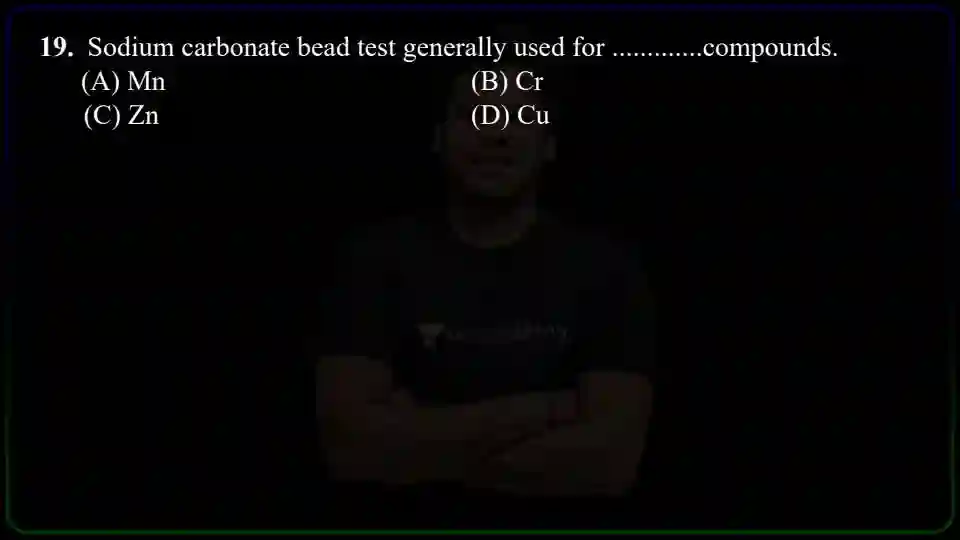 19. Sodium carbonate bead test generally used for .............compounds.
(A) Mn (B) Cr
(C) Zn (D) Cu